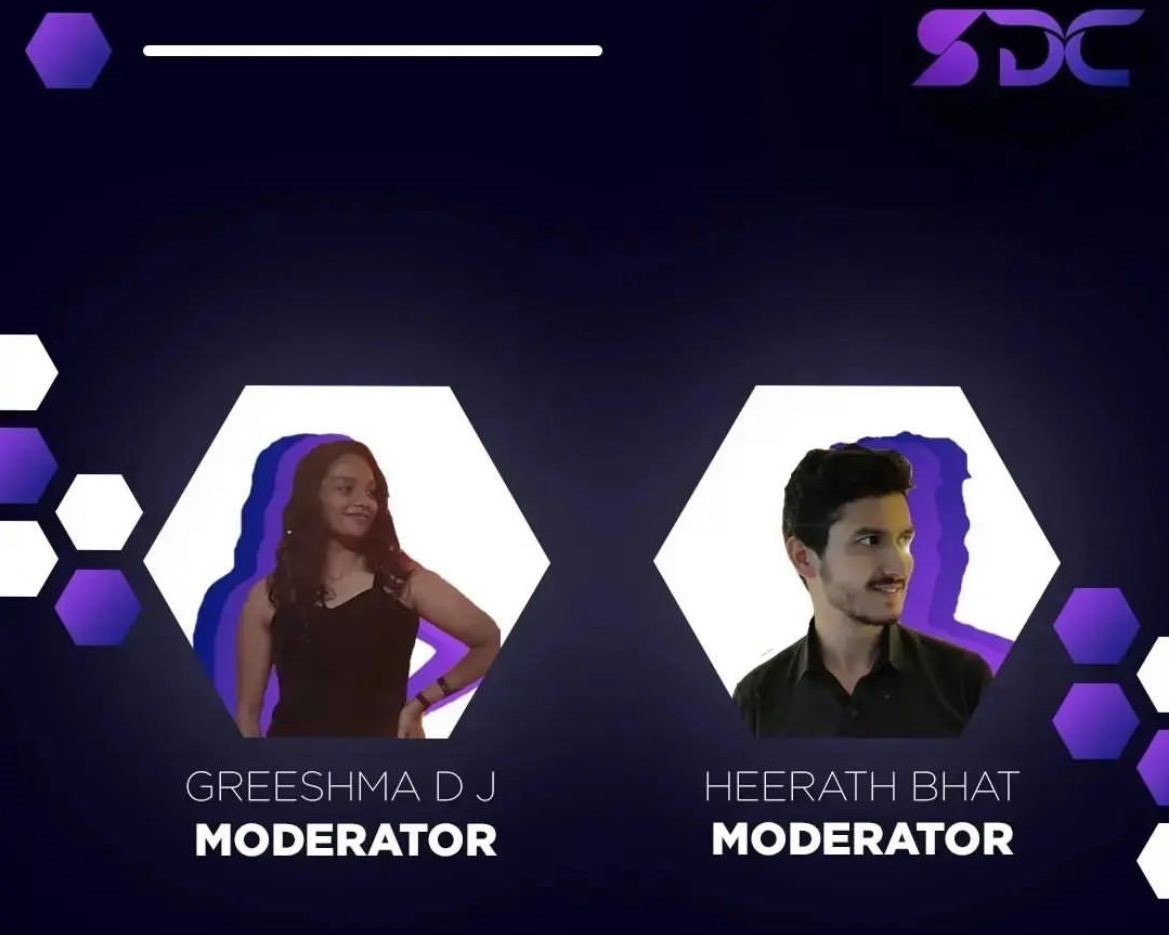 SDC
GREESHMA D J
HEERATH BHAT
MODERATOR
MODERATOR